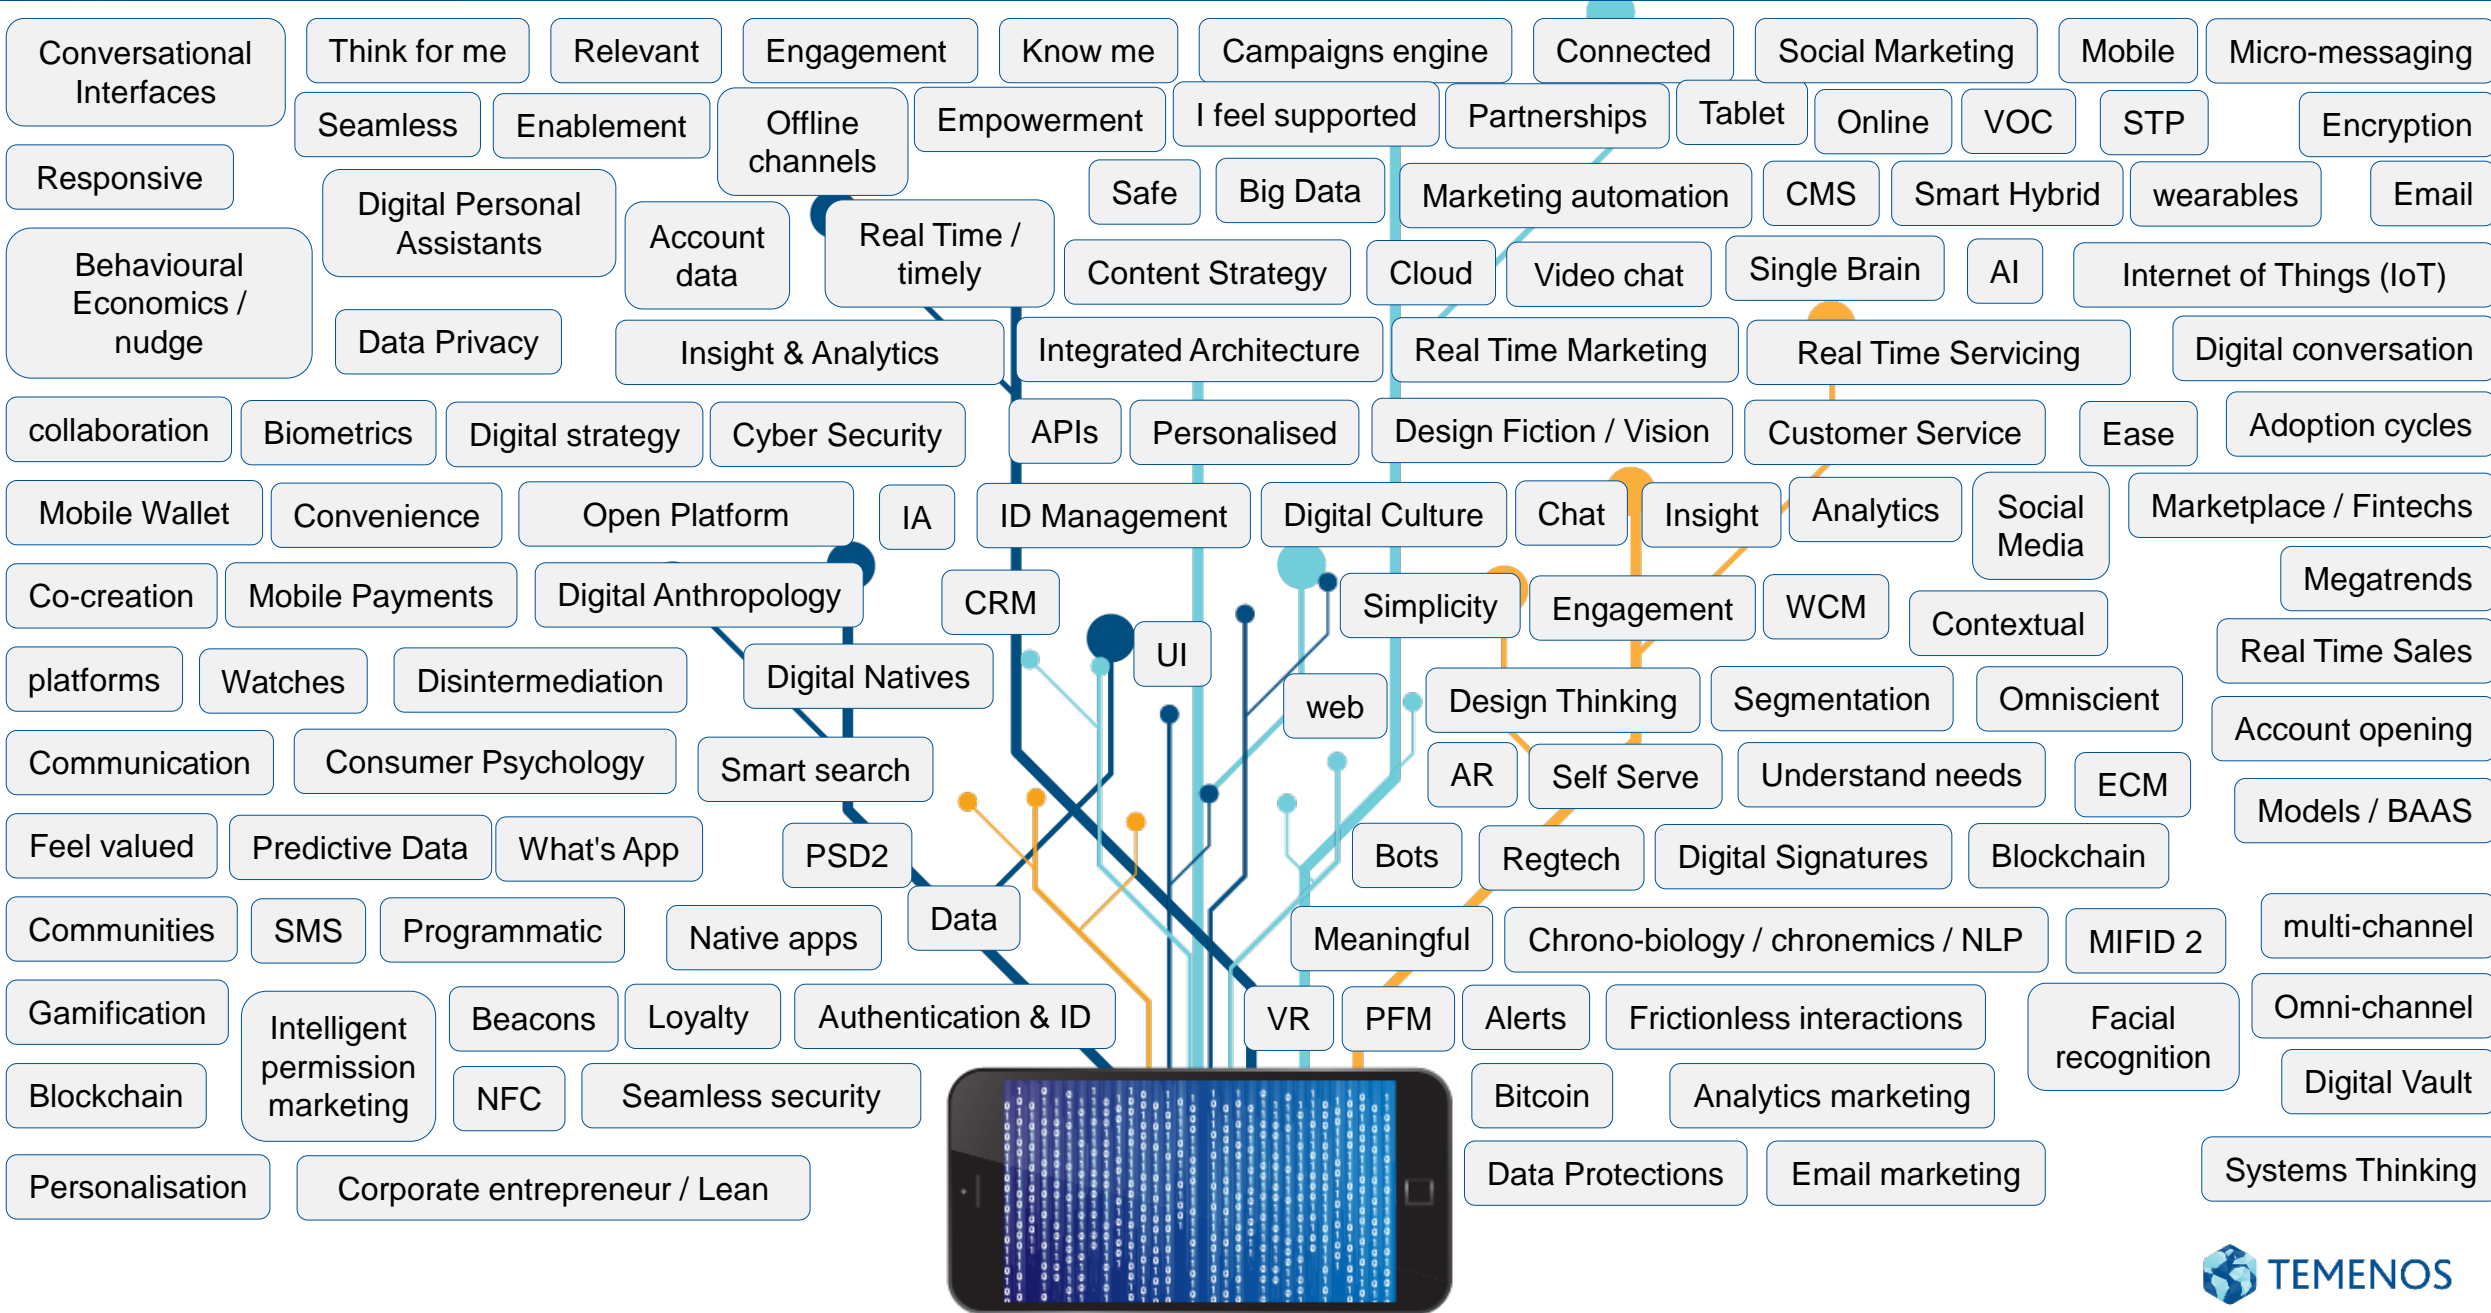 Conversational
Interfaces
Think for me
Relevant
Engagement
Know me
Campaigns engine
Connected
Social Marketing
Mobile
Micro-messaging
Seamless
Enablement
Offline
channels
Empowerment
I feel supported
Partnerships
Tablet
Online
VOC
STP
Encryption
Responsive
Digital Personal
Assistants
Account
data
Real Time /
timely
Safe
Big Data
Marketing automation
CMS
Smart Hybrid
wearables
Email
Behavioural
Economics /
nudge
Content Strategy
Cloud
Video chat
Single Brain
AI
Internet of Things (IoT)
Data Privacy
Insight & Analytics
Integrated Architecture
Real Time Marketing
Real Time Servicing
Digital conversation
collaboration
Biometrics
Digital strategy
Cyber Security
APIs
Personalised
Design Fiction / Vision
Customer Service
Ease
Adoption cycles
Mobile Wallet
Convenience
Open Platform
IA
ID Management
Digital Culture
Chat
Insight
Analytics
Social
Media
Marketplace / Fintechs
Co-creation
Mobile Payments
Digital Anthropology
CRM
UI
Simplicity
Engagement
WCM
Contextual
Megatrends
platforms
Watches
Disintermediation
Digital Natives
web
Design Thinking
Segmentation
Omniscient
Real Time Sales
Communication
Consumer Psychology
Smart search
AR
Self Serve
Understand needs
ECM
Account opening
Feel valued
Predictive Data
What's App
PSD2
Bots
Regtech
Digital Signatures
Blockchain
Models / BAAS
Communities
SMS
Programmatic
Native apps
Data
Meaningful
Chrono-biology / chronemics / NLP
MIFID 2
multi-channel
Gamification
Intelligent
permission
marketing
Beacons
Loyalty
Authentication & ID
VR
PFM
Alerts
Frictionless interactions
Facial
recognition
Omni-channel
Blockchain
NFC
Seamless security
Bitcoin
Analytics marketing
Digital Vault
Personalisation
Corporate entrepreneur / Lean
Data Protections
Email marketing
Systems Thinking
TEMENOS